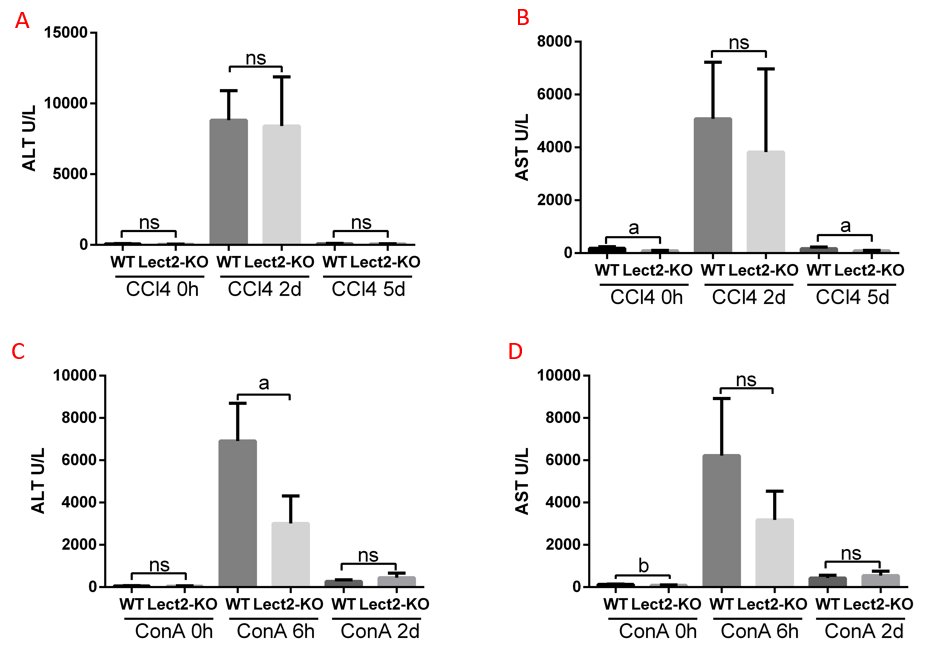 A
ALT U/L
15000
10000
5000
0
ns
ns
ns
WT Lect2-KO WT Lect2-KO WT Lect2-KO
CCl4 0h CCl4 2d CCl4 5d
B
AST U/L
8000
6000
4000
2000
0
ns
a
a
WT Lect2-KO WT Lect2-KO WT Lect2-KO
CCl4 0h CCl4 2d CCl4 5d
C
ALT U/L
10000
8000
6000
4000
2000
0
a
ns
ns
WT Lect2-KO WT Lect2-KO WT Lect2-KO
ConA 0h ConA 6h ConA 2d
D
AST U/L
10000
8000
6000
4000
2000
0
ns
ns
b
WT Lect2-KO WT Lect2-KO WT Lect2-KO
ConA 0h ConA 6h ConA 2d